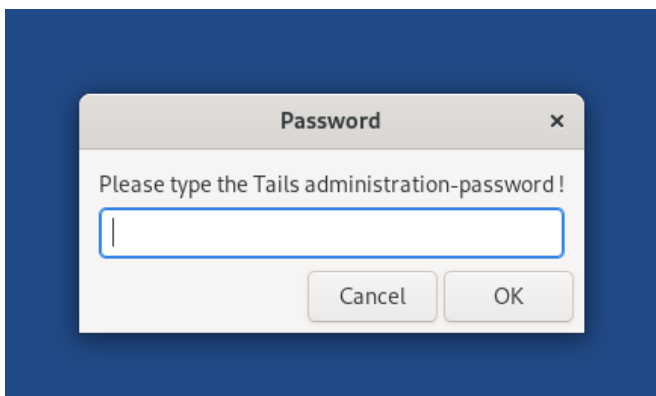 Password ×
Please type the Tails administration-password !
Cancel OK